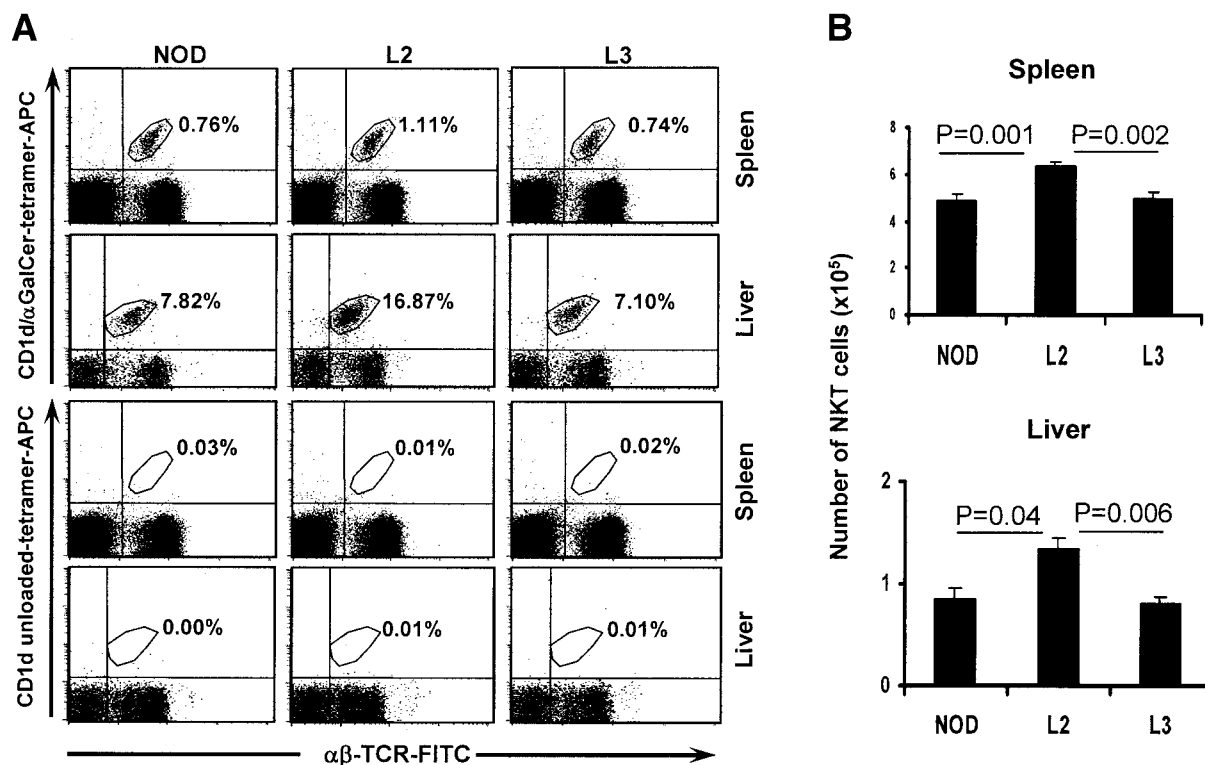 A
NOD L2 L3
CD1d/αGalCer-tetramer-APC
0.76% 1.11% 0.74%
Spleen
7.82% 16.87% 7.10%
Liver
CD1d unloaded-tetramer-APC
0.03% 0.01% 0.02%
Spleen
0.00% 0.01% 0.01%
Liver
αβ-TCR-FITC
B
Number of NKT cells (x10⁵)
Spleen
P=0.001 P=0.002
8
6
4
2
0
NOD L2 L3
Liver
P=0.04 P=0.006
2
1
0
NOD L2 L3